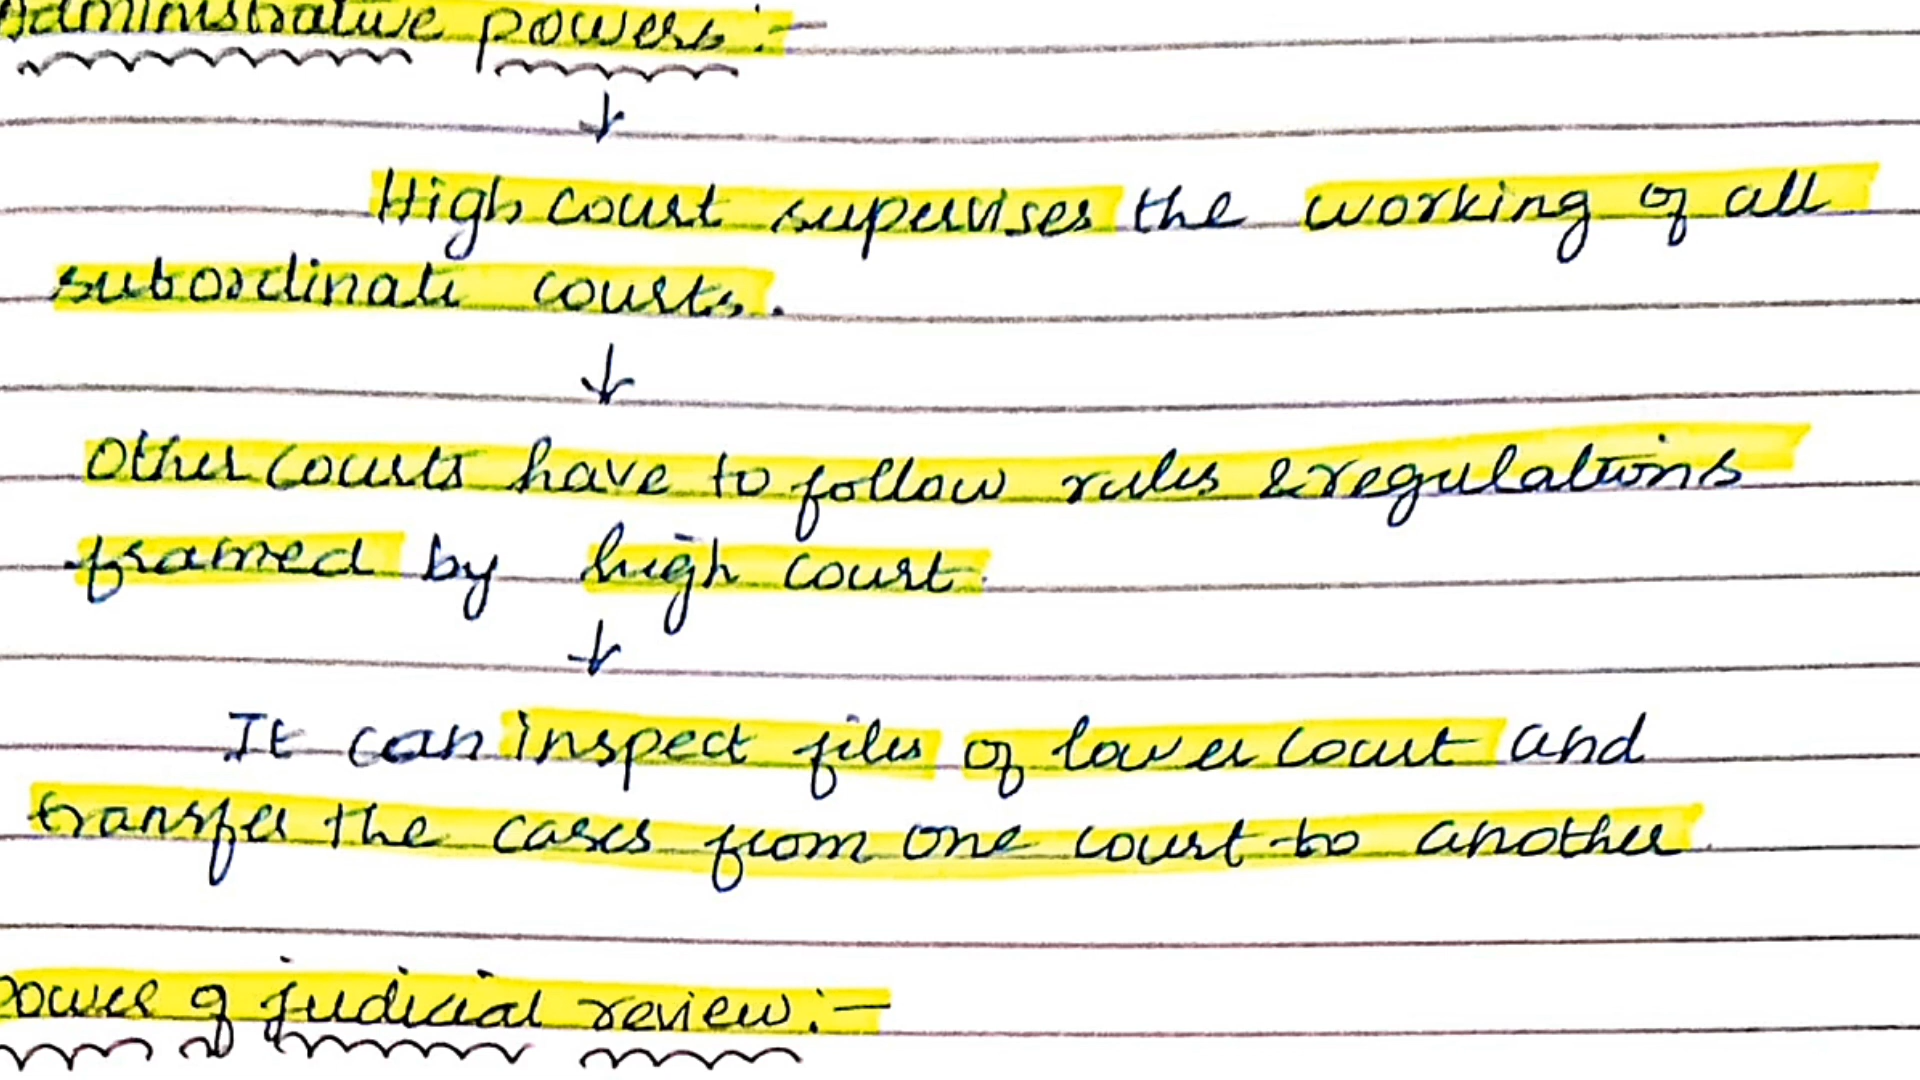 Administrative powers:-
↓
High court supervises the working of all
subordinate courts.
↓
Other courts have to follow rules & regulations
framed by high court.
↓
It can inspect files of lower court and
transfer the cases from one court to another.
power of judicial review:-